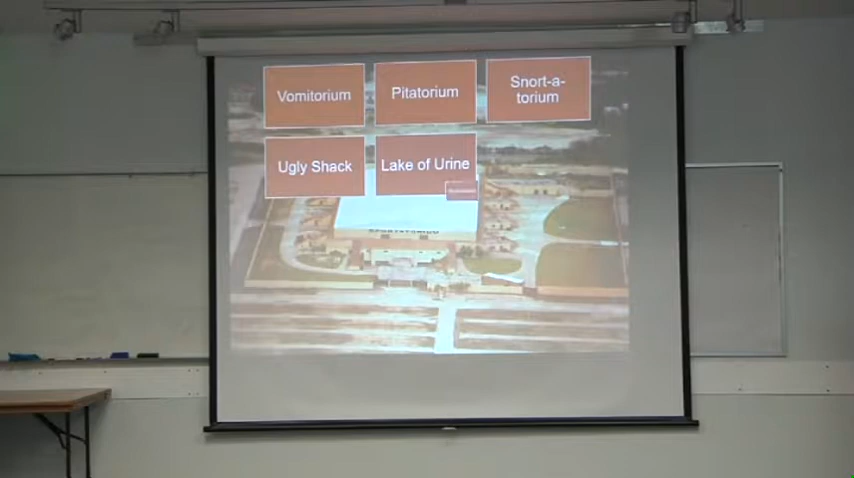 Vomitorium
Pitatorium
Snort-a-
torium
Ugly Shack
Lake of Urine